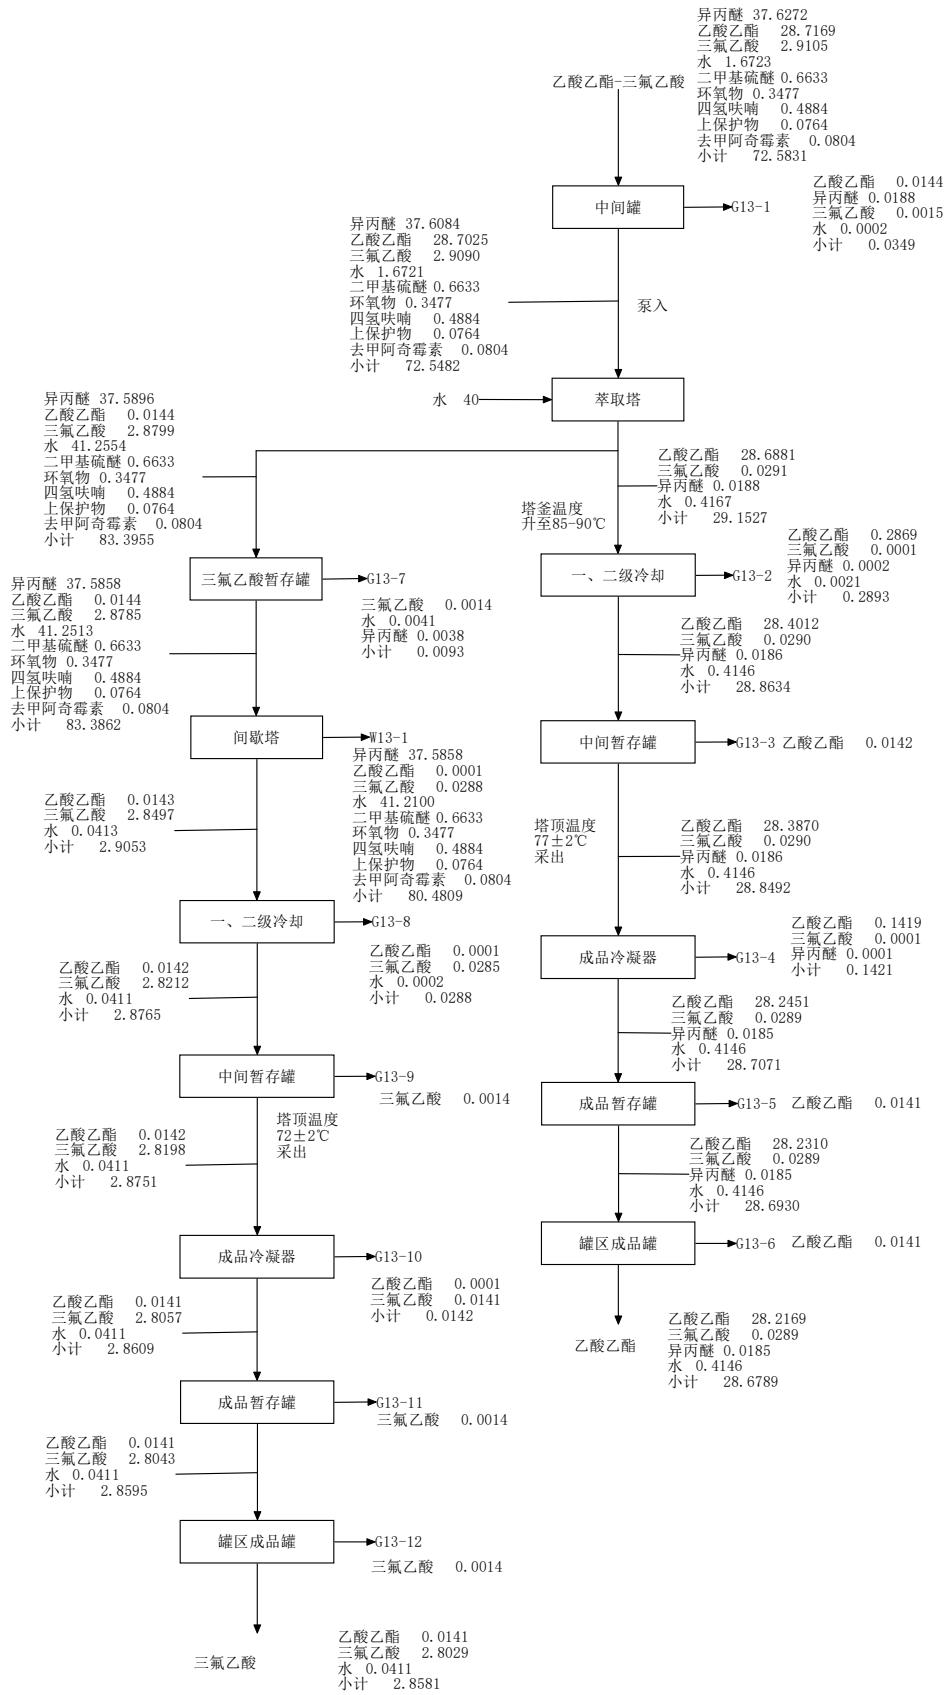 异丙醚 37.6272
乙酸乙酯 28.7169
三氟乙酸 2.9105
水 1.6723
二甲基硫醚 0.6633
环氧物 0.3477
四氢呋喃 0.4884
上保护物 0.0764
去甲阿奇霉素 0.0804
小计 72.5831
乙酸乙酯-三氟乙酸
中间罐
G13-1
乙酸乙酯 0.0144
异丙醚 0.0188
三氟乙酸 0.0015
水 0.0002
小计 0.0349
异丙醚 37.6084
乙酸乙酯 28.7025
三氟乙酸 2.9090
水 1.6721
二甲基硫醚 0.6633
环氧物 0.3477
四氢呋喃 0.4884
上保护物 0.0764
去甲阿奇霉素 0.0804
小计 72.5482
泵入
水 40
萃取塔
异丙醚 37.5896
乙酸乙酯 0.0144
三氟乙酸 2.8799
水 41.2554
二甲基硫醚 0.6633
环氧物 0.3477
四氢呋喃 0.4884
上保护物 0.0764
去甲阿奇霉素 0.0804
小计 83.3955
乙酸乙酯 28.6881
三氟乙酸 0.0291
异丙醚 0.0188
水 0.4167
小计 29.1527
塔釜温度
升至85-90℃
三氟乙酸暂存罐
G13-7
三氟乙酸 0.0014
水 0.0041
异丙醚 0.0038
小计 0.0093
一、二级冷却
G13-2
乙酸乙酯 0.2869
三氟乙酸 0.0001
异丙醚 0.0002
水 0.0021
小计 0.2893
异丙醚 37.5858
乙酸乙酯 0.0144
三氟乙酸 2.8785
水 41.2513
二甲基硫醚 0.6633
环氧物 0.3477
四氢呋喃 0.4884
上保护物 0.0764
去甲阿奇霉素 0.0804
小计 83.3862
乙酸乙酯 28.4012
三氟乙酸 0.0290
异丙醚 0.0186
水 0.4146
小计 28.8634
间歇塔
W13-1
异丙醚 37.5858
乙酸乙酯 0.0001
三氟乙酸 0.0288
水 41.2100
二甲基硫醚 0.6633
环氧物 0.3477
四氢呋喃 0.4884
上保护物 0.0764
去甲阿奇霉素 0.0804
小计 80.4809
中间暂存罐
G13-3 乙酸乙酯 0.0142
乙酸乙酯 0.0143
三氟乙酸 2.8497
水 0.0413
小计 2.9053
塔顶温度
77±2℃
采出
乙酸乙酯 28.3870
三氟乙酸 0.0290
异丙醚 0.0186
水 0.4146
小计 28.8492
一、二级冷却
G13-8
乙酸乙酯 0.0001
三氟乙酸 0.0285
水 0.0002
小计 0.0288
成品冷凝器
G13-4
乙酸乙酯 0.1419
三氟乙酸 0.0001
异丙醚 0.0001
小计 0.1421
乙酸乙酯 0.0142
三氟乙酸 2.8212
水 0.0411
小计 2.8765
乙酸乙酯 28.2451
三氟乙酸 0.0289
异丙醚 0.0185
水 0.4146
小计 28.7071
中间暂存罐
G13-9
三氟乙酸 0.0014
成品暂存罐
G13-5 乙酸乙酯 0.0141
塔顶温度
72±2℃
采出
乙酸乙酯 0.0142
三氟乙酸 2.8198
水 0.0411
小计 2.8751
乙酸乙酯 28.2310
三氟乙酸 0.0289
异丙醚 0.0185
水 0.4146
小计 28.6930
成品冷凝器
G13-10
乙酸乙酯 0.0001
三氟乙酸 0.0141
小计 0.0142
罐区成品罐
G13-6 乙酸乙酯 0.0141
乙酸乙酯 0.0141
三氟乙酸 2.8057
水 0.0411
小计 2.8609
乙酸乙酯
乙酸乙酯 28.2169
三氟乙酸 0.0289
异丙醚 0.0185
水 0.4146
小计 28.6789
成品暂存罐
G13-11
三氟乙酸 0.0014
乙酸乙酯 0.0141
三氟乙酸 2.8043
水 0.0411
小计 2.8595
罐区成品罐
G13-12
三氟乙酸 0.0014
三氟乙酸
乙酸乙酯 0.0141
三氟乙酸 2.8029
水 0.0411
小计 2.8581